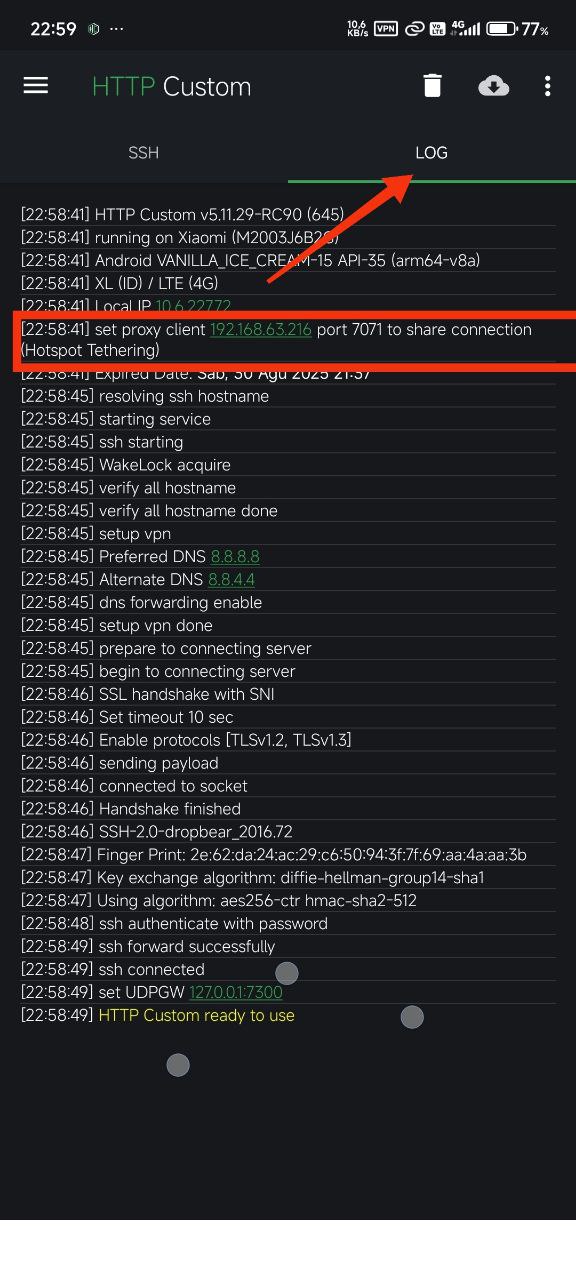 22:59 ... 10,6 KB/s VPN Vo LTE 4G 77%
HTTP Custom
SSH LOG
[22:58:41] HTTP Custom v5.11.29-RC90 (645)
[22:58:41] running on Xiaomi (M2003J6B2G)
[22:58:41] Android VANILLA_ICE_CREAM-15 API-35 (arm64-v8a)
[22:58:41] XL (ID) / LTE (4G)
[22:58:41] Local IP 10.6.227.72
[22:58:41] set proxy client 192.168.63.216 port 7071 to share connection
(Hotspot Tethering)
[22:58:41] Expired Date: Sab, 30 Agu 2025 21:37
[22:58:45] resolving ssh hostname
[22:58:45] starting service
[22:58:45] ssh starting
[22:58:45] WakeLock acquire
[22:58:45] verify all hostname
[22:58:45] verify all hostname done
[22:58:45] setup vpn
[22:58:45] Preferred DNS 8.8.8.8
[22:58:45] Alternate DNS 8.8.4.4
[22:58:45] dns forwarding enable
[22:58:45] setup vpn done
[22:58:45] prepare to connecting server
[22:58:45] begin to connecting server
[22:58:46] SSL handshake with SNI
[22:58:46] Set timeout 10 sec
[22:58:46] Enable protocols [TLSv1.2, TLSv1.3]
[22:58:46] sending payload
[22:58:46] connected to socket
[22:58:46] Handshake finished
[22:58:46] SSH-2.0-dropbear_2016.72
[22:58:47] Finger Print: 2e:62:da:24:ac:29:c6:50:94:3f:7f:69:aa:4a:aa:3b
[22:58:47] Key exchange algorithm: diffie-hellman-group14-sha1
[22:58:47] Using algorithm: aes256-ctr hmac-sha2-512
[22:58:48] ssh authenticate with password
[22:58:49] ssh forward successfully
[22:58:49] ssh connected
[22:58:49] set UDPGW 127.0.0.1:7300
[22:58:49] HTTP Custom ready to use